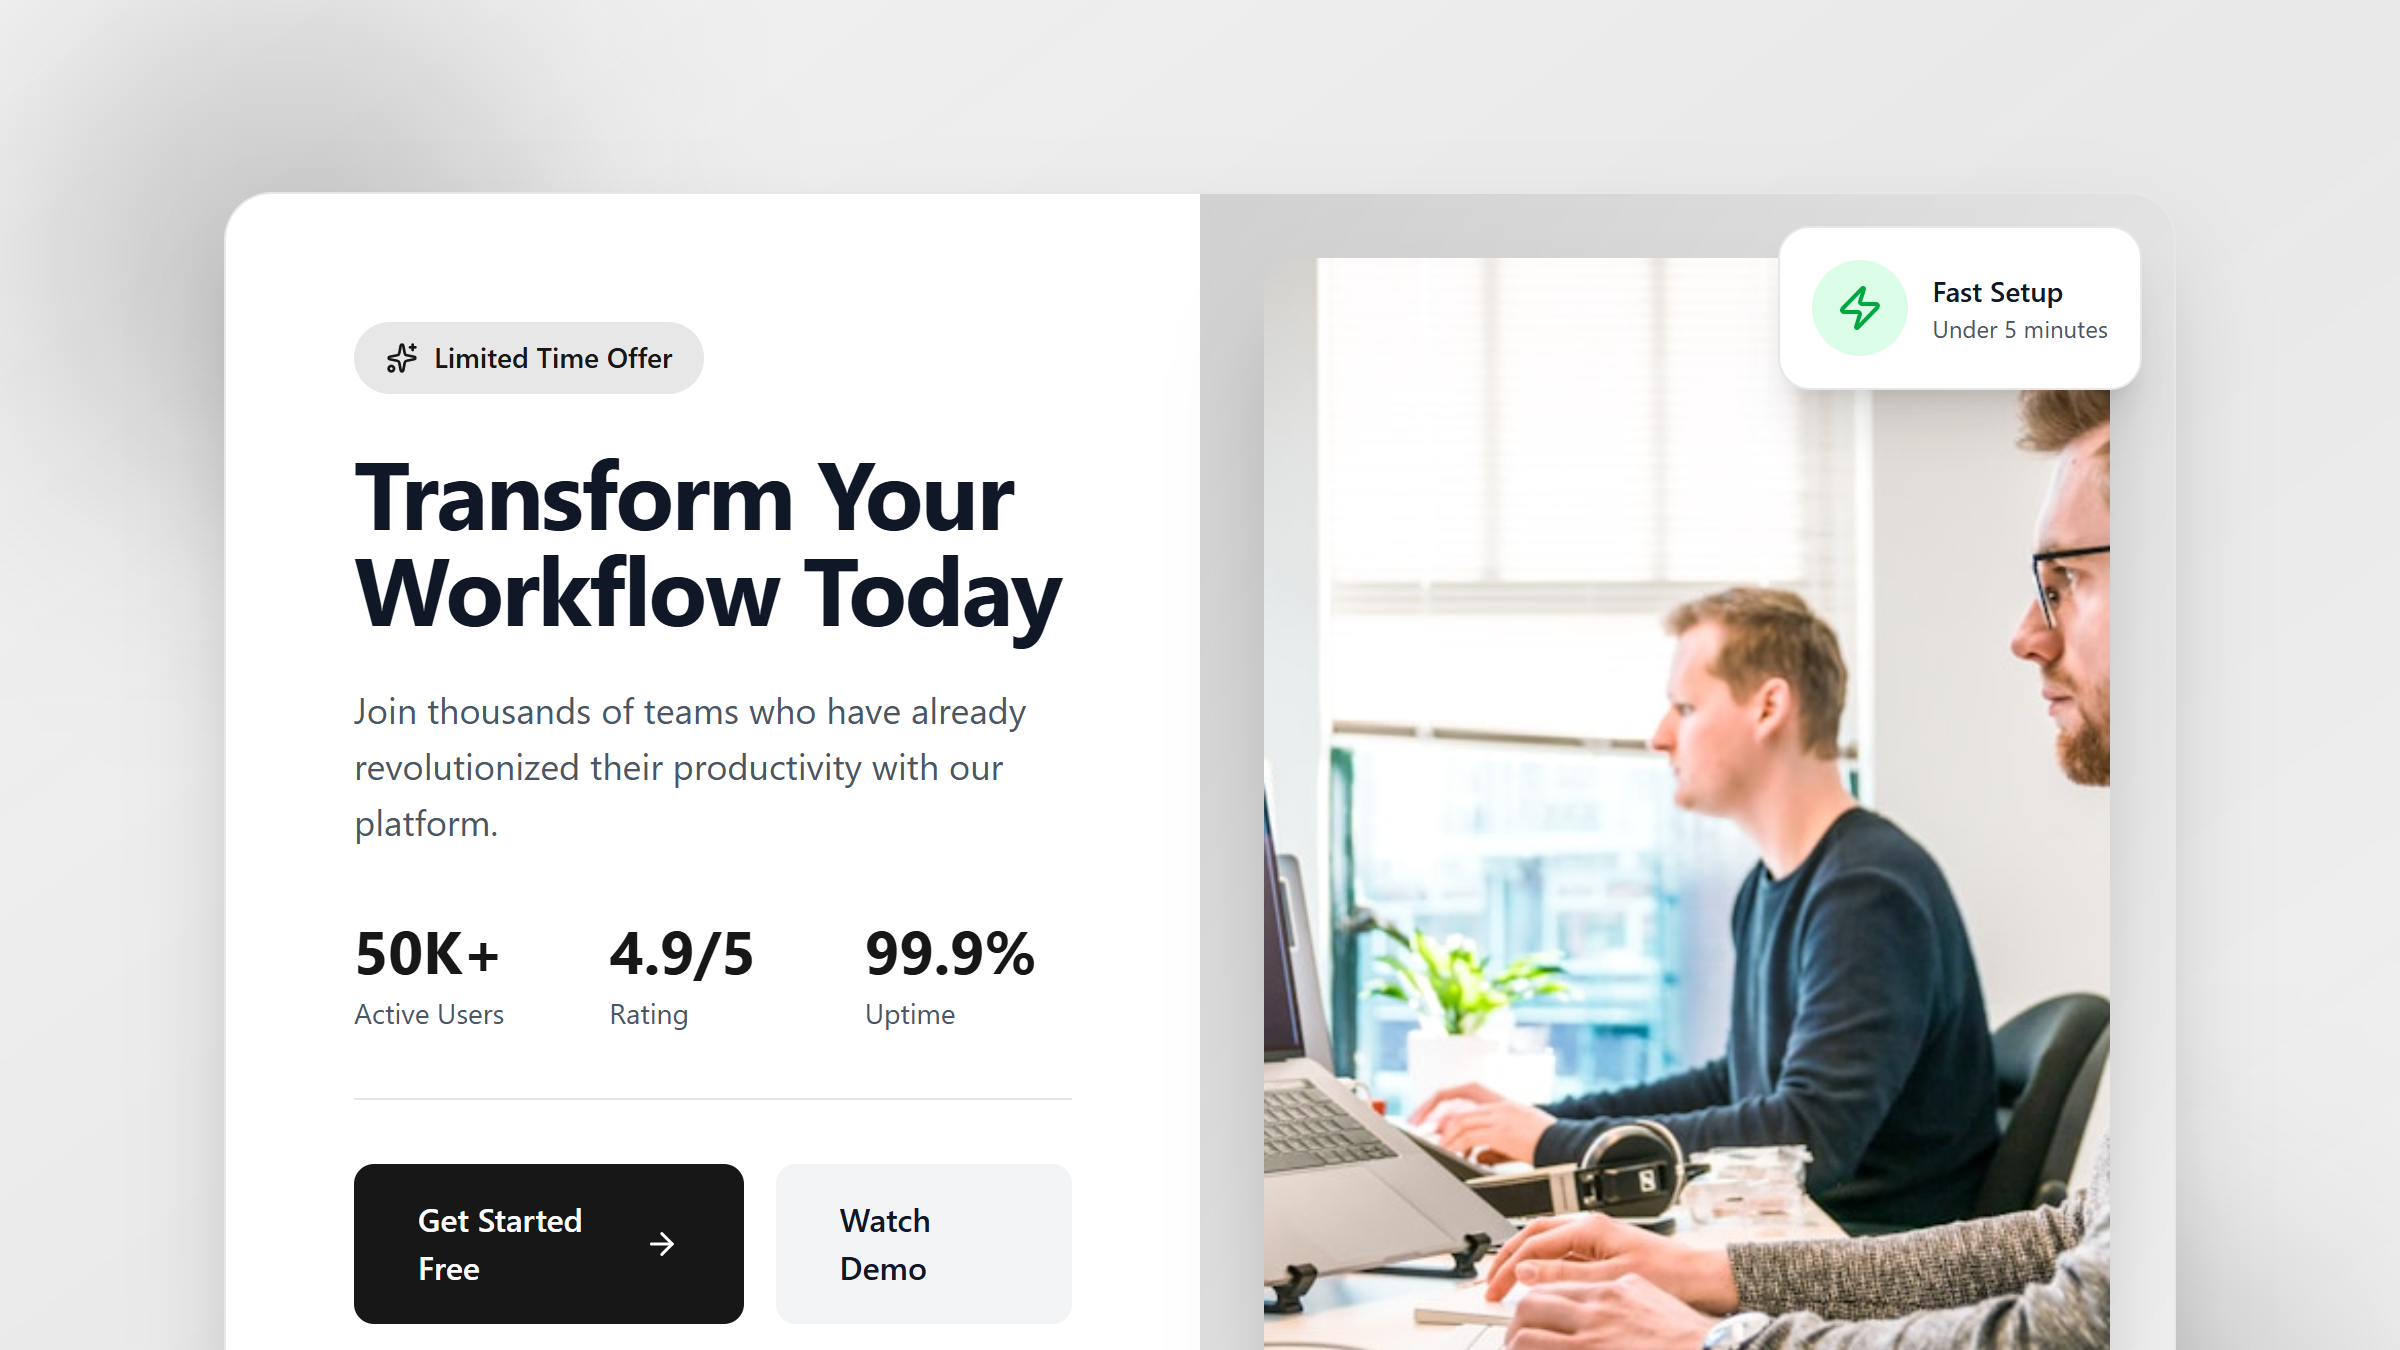 Limited Time Offer
Transform Your
Workflow Today
Join thousands of teams who have already
revolutionized their productivity with our
platform.
50K+
Active Users
4.9/5
Rating
99.9%
Uptime
Get Started
Free
Watch
Demo
Fast Setup
Under 5 minutes